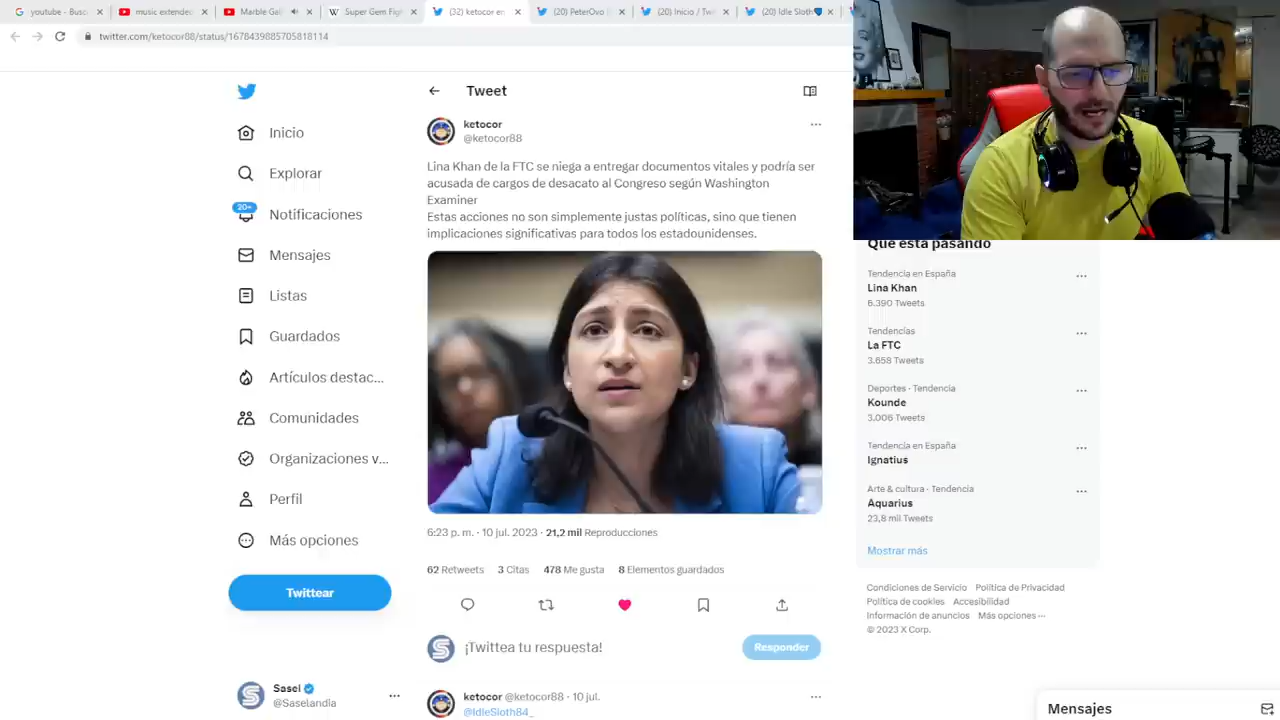 youtube - Busc
music extended
Marble Gal
Super Gem Figh
(32) ketocor en
(20) PeterOvo
(20) Inicio / Twi
(20) Idle Sloth
twitter.com/ketocor88/status/1678439885705818114
Inicio
Explorar
20+
Notificaciones
Mensajes
Listas
Guardados
Artículos destac...
Comunidades
Organizaciones v...
Perfil
Más opciones
Twittear
Sasel
@Saselandia
Tweet
ketocor
@ketocor88
Lina Khan de la FTC se niega a entregar documentos vitales y podría ser
acusada de cargos de desacato al Congreso según Washington
Examiner
Estas acciones no son simplemente justas políticas, sino que tienen
implicaciones significativas para todos los estadounidenses.
6:23 p. m. · 10 jul. 2023 · 21,2 mil Reproducciones
62 Retweets 3 Citas 478 Me gusta 8 Elementos guardados
¡Twittea tu respuesta!
Responder
ketocor @ketocor88 · 10 jul.
@IdleSloth84_
Qué está pasando
Tendencia en España
Lina Khan
6.390 Tweets
Tendencias
La FTC
3.658 Tweets
Deportes · Tendencia
Kounde
3.006 Tweets
Tendencia en España
Ignatius
Arte & cultura · Tendencia
Aquarius
23,8 mil Tweets
Mostrar más
Condiciones de Servicio Política de Privacidad
Política de cookies Accesibilidad
Información de anuncios Más opciones ···
© 2023 X Corp.
Mensajes